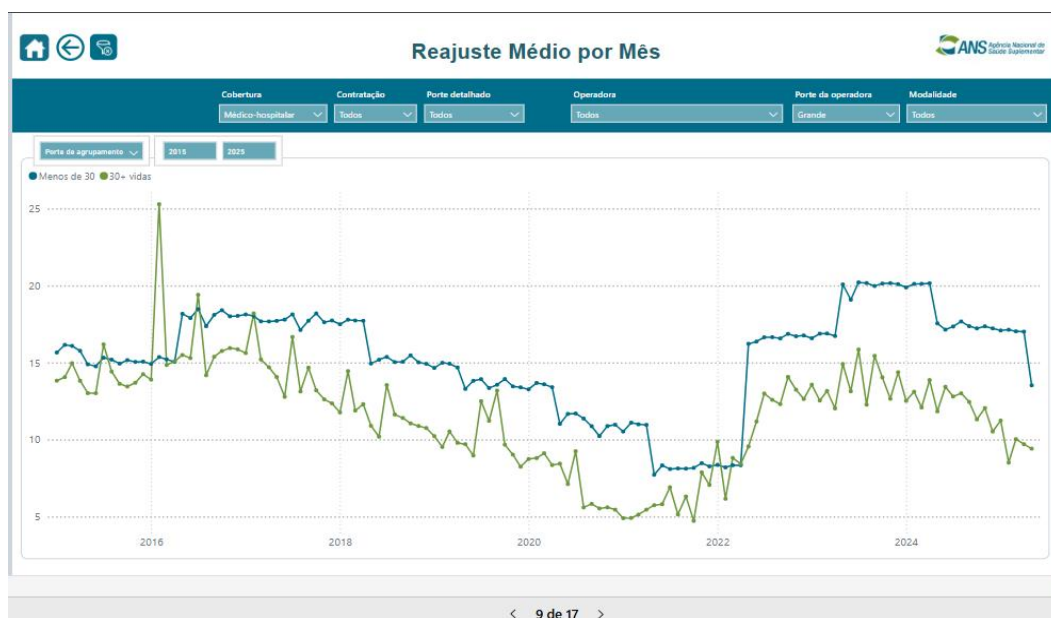 Reajuste Médio por Mês
ANS Agência Nacional de
Saúde Suplementar
Cobertura Contratação Porte detalhado Operadora Porte da operadora Modalidade
Médico-hospitalar Todos Todos Todos Grande Todos
Porte de agrupamento 2015 2025
Menos de 30 30+ vidas
25
20
15
10
5
2016 2018 2020 2022 2024
< 9 de 17 >